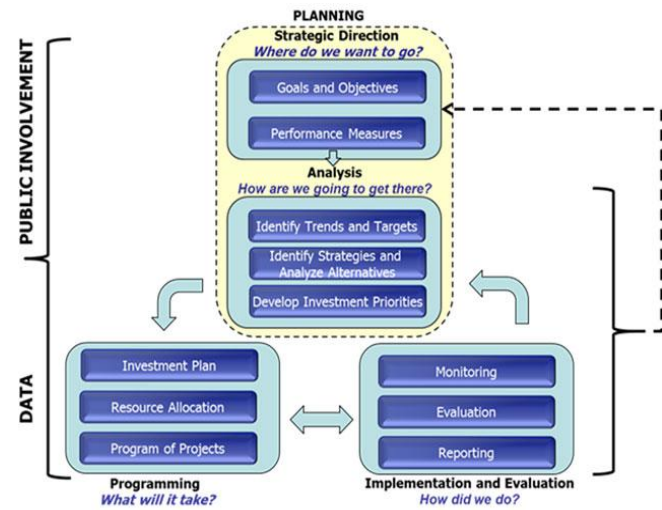 PLANNING
Strategic Direction
Where do we want to go?
Goals and Objectives
Performance Measures
Analysis
How are we going to get there?
Identify Trends and Targets
Identify Strategies and
Analyze Alternatives
Develop Investment Priorities
PUBLIC INVOLVEMENT
DATA
Investment Plan
Resource Allocation
Program of Projects
Programming
What will it take?
Monitoring
Evaluation
Reporting
Implementation and Evaluation
How did we do?